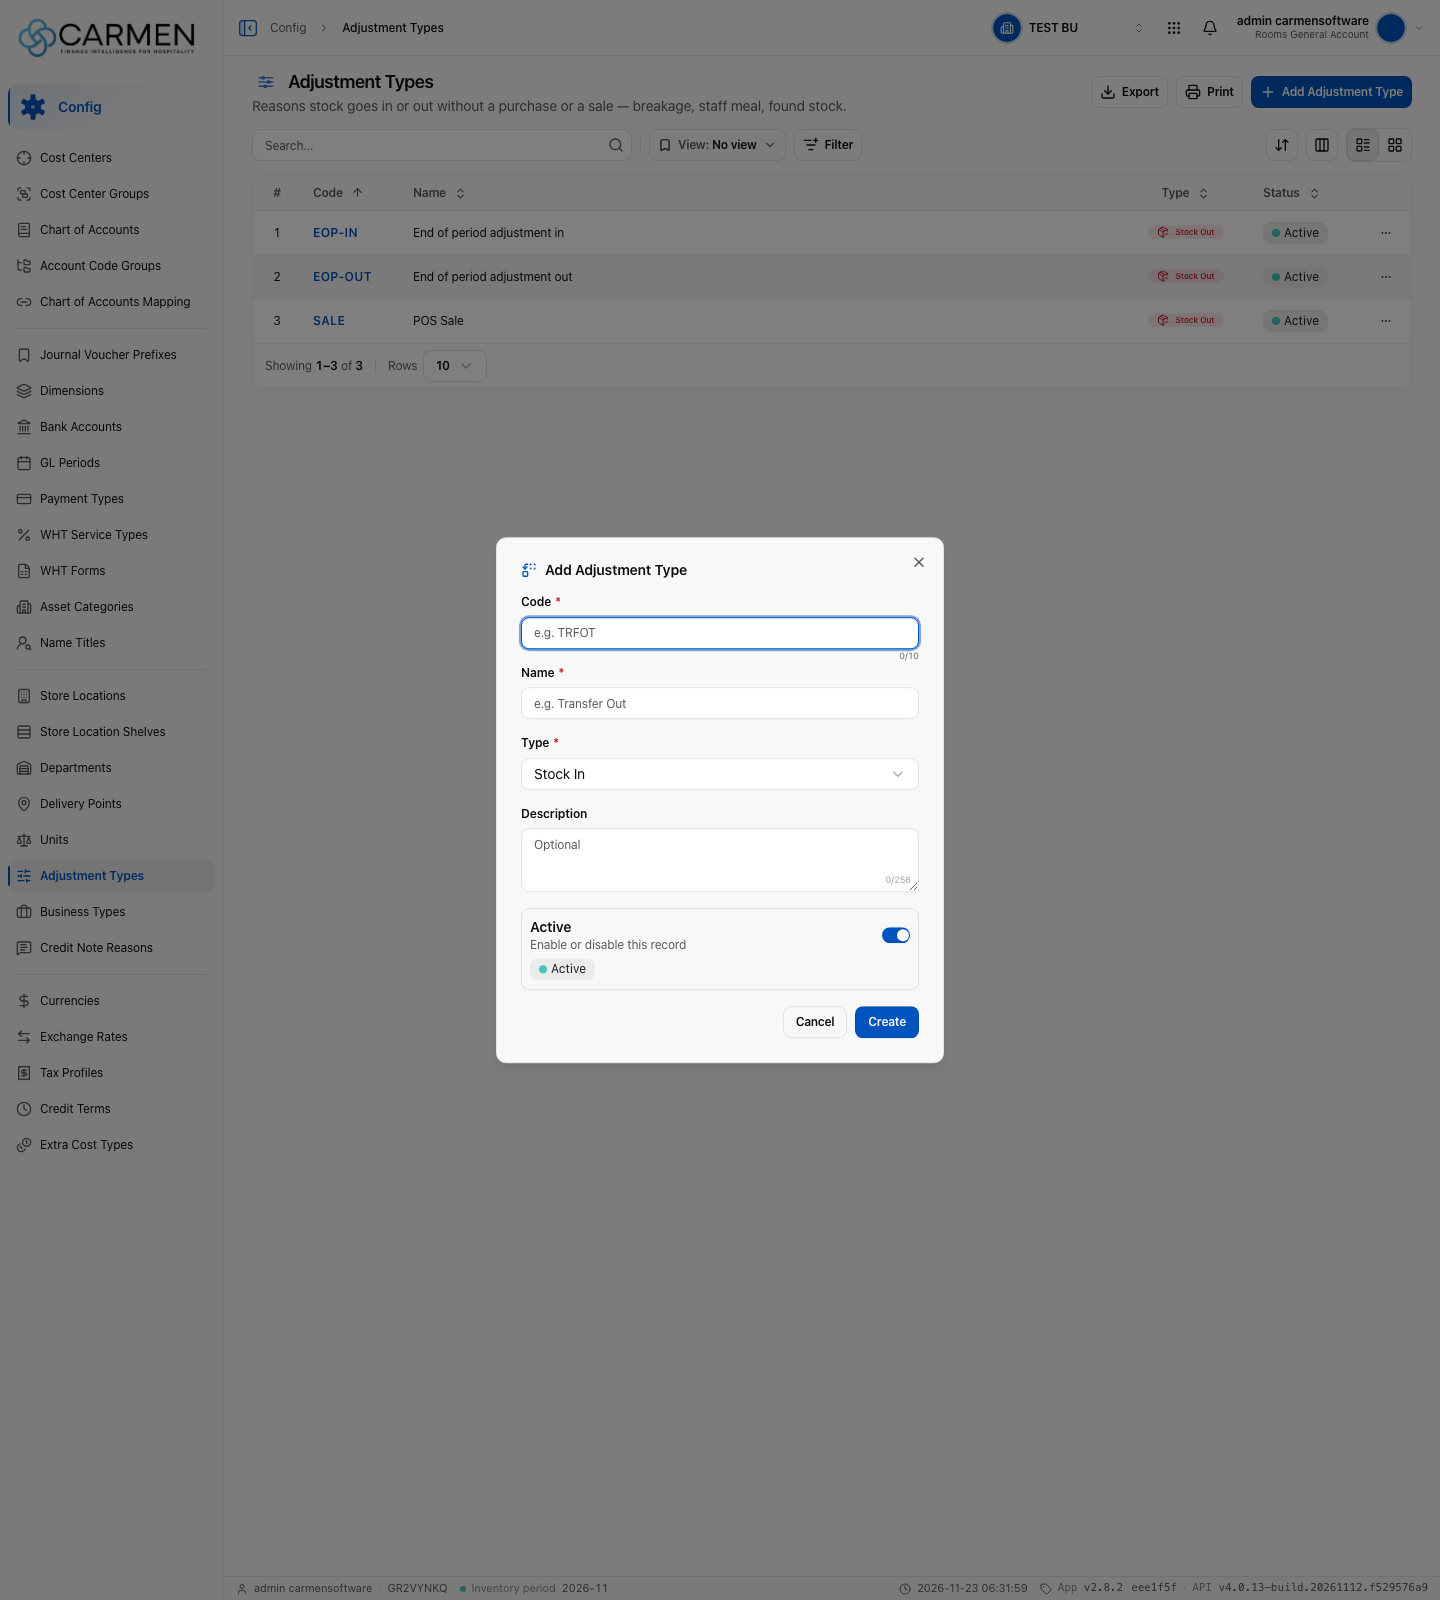 CARMEN
FINANCE INTELLIGENCE FOR HOSPITALITY
Config
Cost Centers
Cost Center Groups
Chart of Accounts
Account Code Groups
Chart of Accounts Mapping
Journal Voucher Prefixes
Dimensions
Bank Accounts
GL Periods
Payment Types
WHT Service Types
WHT Forms
Asset Categories
Name Titles
Store Locations
Store Location Shelves
Departments
Delivery Points
Units
Adjustment Types
Business Types
Credit Note Reasons
Currencies
Exchange Rates
Tax Profiles
Credit Terms
Extra Cost Types
Config > Adjustment Types
TEST BU
admin carmensoftware
Rooms General Account
Adjustment Types
Reasons stock goes in or out without a purchase or a sale — breakage, staff meal, found stock.
Export
Print
Add Adjustment Type
Search...
View: No view
Filter
# Code Name Type Status
1 EOP-IN End of period adjustment in Stock Out Active ...
2 EOP-OUT End of period adjustment out Stock Out Active ...
3 SALE POS Sale Stock Out Active ...
Showing 1–3 of 3 Rows 10
Add Adjustment Type
Code *
e.g. TRFOT
0/10
Name *
e.g. Transfer Out
Type *
Stock In
Description
Optional
0/256
Active
Enable or disable this record
Active
Cancel
Create
admin carmensoftware · GR2VYNKQ Inventory period 2026-11
2026-11-23 06:31:59 App v2.8.2 eee1f5f · API v4.0.13-build.20261112.f529576a9